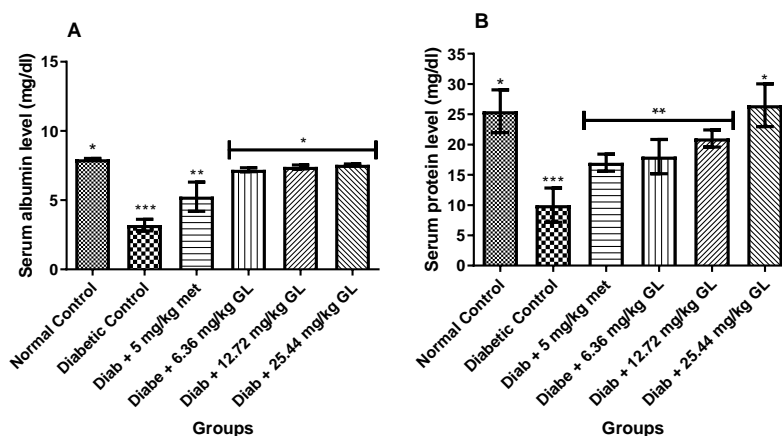 A
Serum albumin level (mg/dl)
15
10
5
0
*
***
**
*
Normal Control
Diabetic Control
Diab + 5 mg/kg met
Diabe + 6.36 mg/kg GL
Diab + 12.72 mg/kg GL
Diab + 25.44 mg/kg GL
Groups
B
Serum protein level (mg/dl)
35
30
25
20
15
10
5
0
*
***
**
*
Normal Control
Diabetic Control
Diab + 5 mg/kg met
Diabe + 6.36 mg/kg GL
Diab + 12.72 mg/kg GL
Diab + 25.44 mg/kg GL
Groups